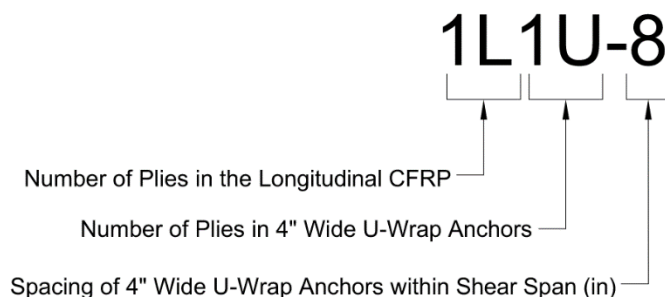 1L1U-8
Number of Plies in the Longitudinal CFRP
Number of Plies in 4" Wide U-Wrap Anchors
Spacing of 4" Wide U-Wrap Anchors within Shear Span (in)